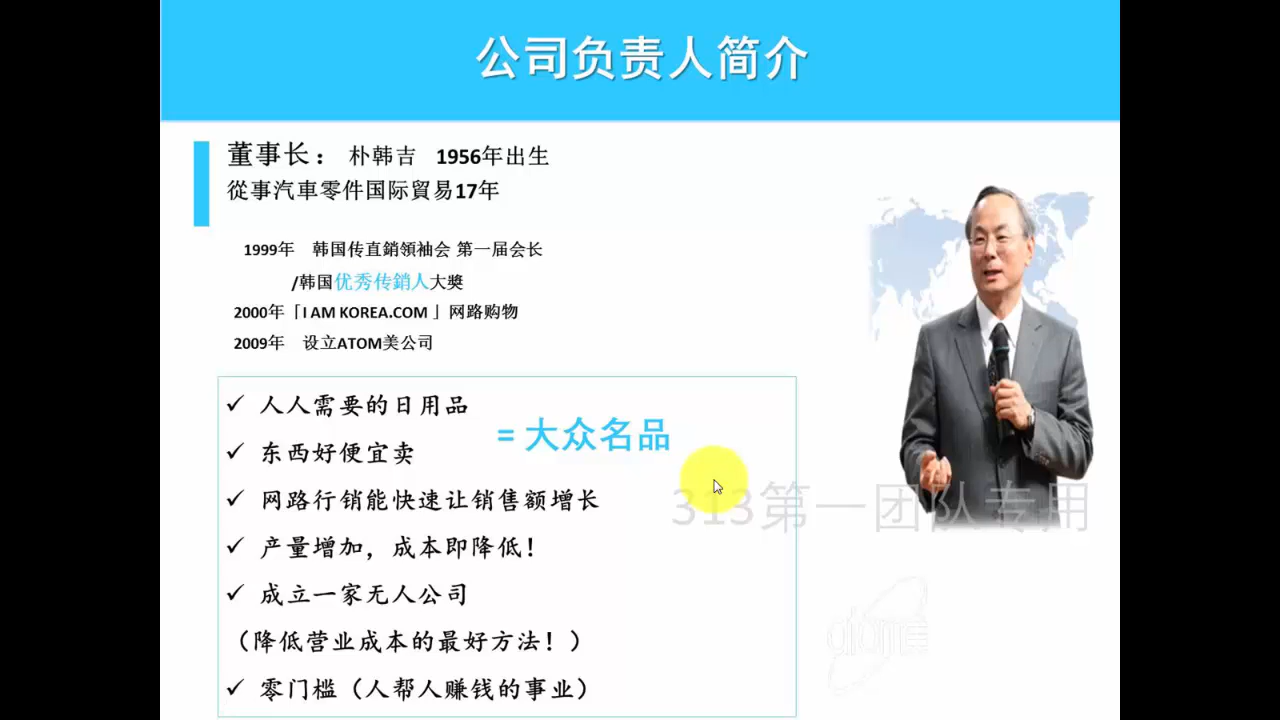 公司负责人简介
董事长： 朴韩吉 1956年出生
從事汽車零件国际貿易17年
1999年 韩国传直銷領袖会 第一届会长
/韩国优秀传銷人大獎
2000年「I AM KOREA.COM」网路购物
2009年 设立ATOM美公司
✓ 人人需要的日用品
= 大众名品
✓ 东西好便宜卖
✓ 网路行销能快速让销售额增长
313第一团队专用
✓ 产量增加，成本即降低！
✓ 成立一家无人公司
（降低营业成本的最好方法！）
atom美
✓ 零门槛（人帮人赚钱的事业）